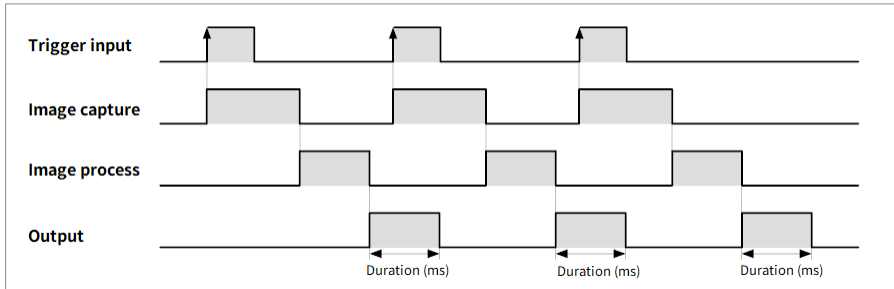 Trigger input
Image capture
Image process
Output
Duration (ms) Duration (ms) Duration (ms)